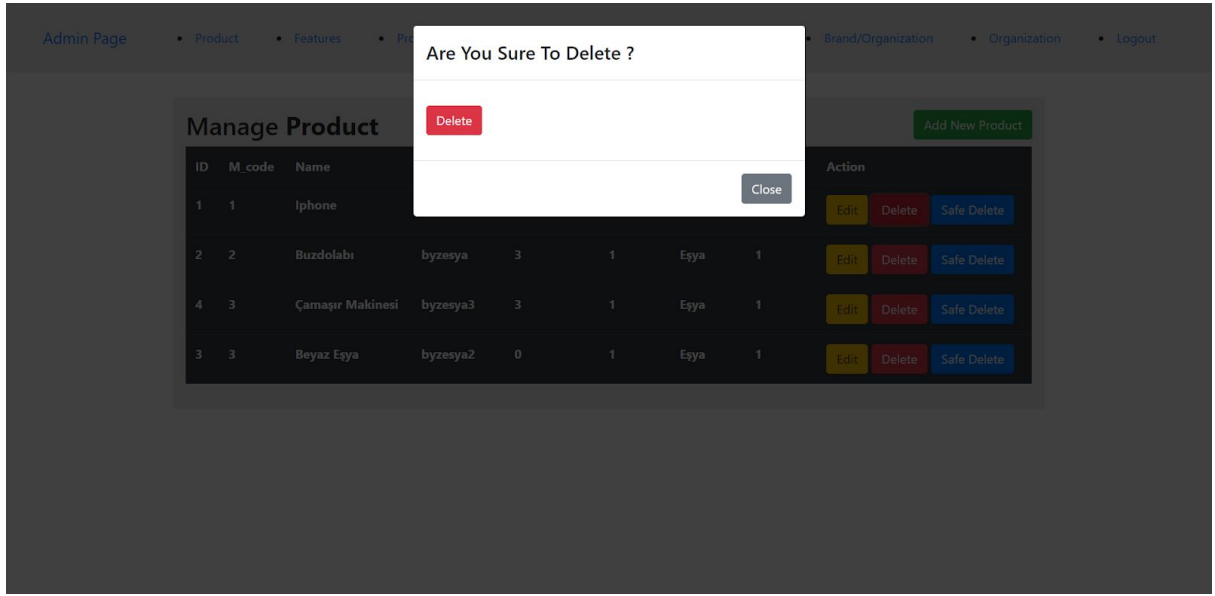 Admin Page • Product • Features • Brand/Organization • Organization • Logout
Are You Sure To Delete ?
Delete
Close
Manage Product Add New Product
ID M_code Name Action
1 1 Iphone Edit Delete Safe Delete
2 2 Buzdolabı byzesya 3 1 Eşya 1 Edit Delete Safe Delete
4 3 Çamaşır Makinesi byzesya3 3 1 Eşya 1 Edit Delete Safe Delete
3 3 Beyaz Eşya byzesya2 0 1 Eşya 1 Edit Delete Safe Delete